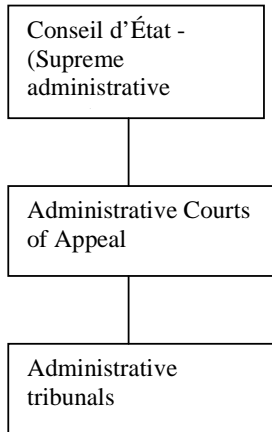 Conseil d'État -
(Supreme
administrative
Administrative Courts
of Appeal
Administrative
tribunals